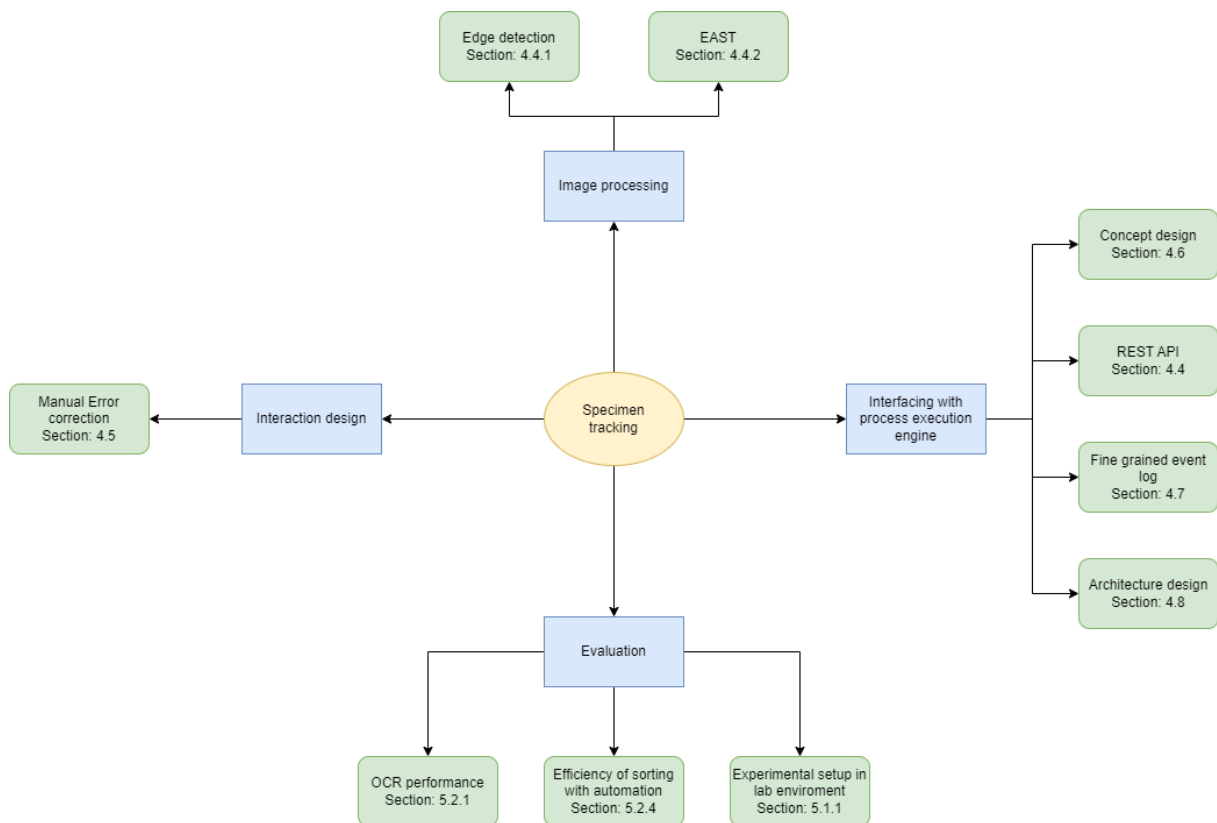 Edge detection
Section: 4.4.1
EAST
Section: 4.4.2
Image processing
Concept design
Section: 4.6
REST API
Section: 4.4
Manual Error
correction
Section: 4.5
Interaction design
Specimen
tracking
Interfacing with
process execution
engine
Fine grained event
log
Section: 4.7
Architecture design
Section: 4.8
Evaluation
OCR performance
Section: 5.2.1
Efficiency of sorting
with automation
Section: 5.2.4
Experimental setup in
lab enviroment
Section: 5.1.1